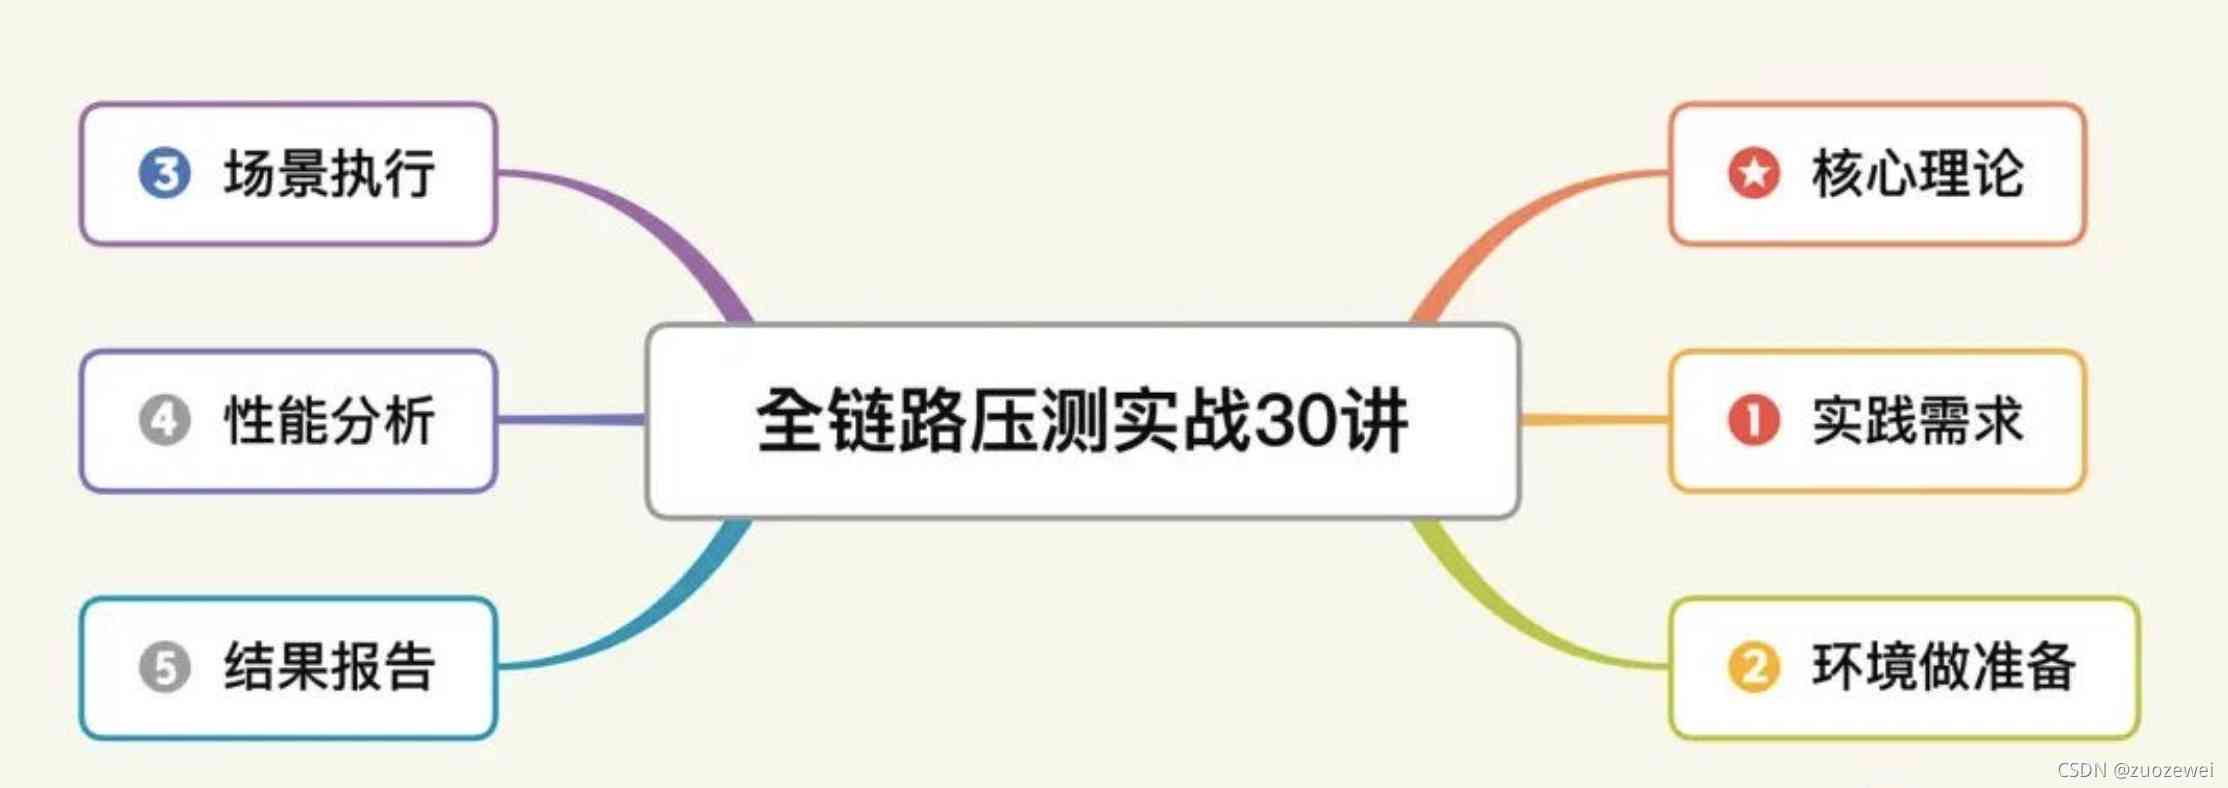 3 场景执行
核心理论
4 性能分析
全链路压测实战30讲
1 实践需求
5 结果报告
2 环境做准备
CSDN @zuozewei